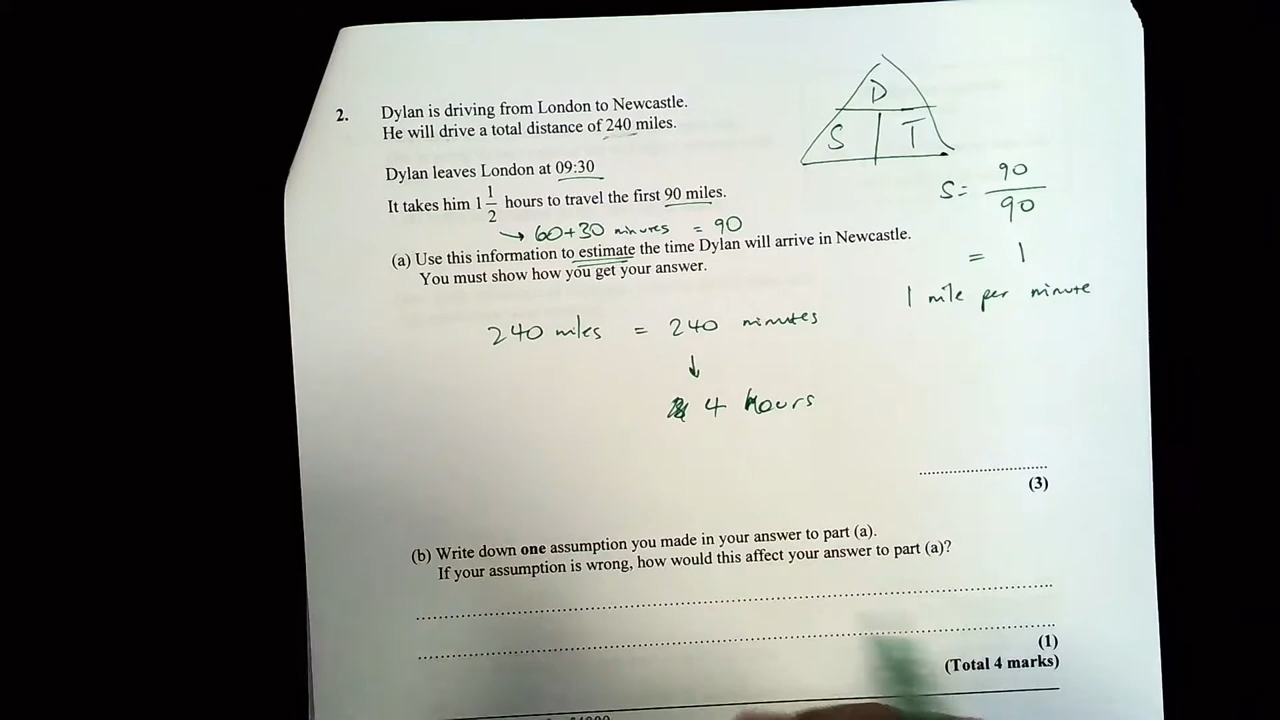 2. Dylan is driving from London to Newcastle.
He will drive a total distance of 240 miles.
Dylan leaves London at 09:30
It takes him 1 1/2 hours to travel the first 90 miles.
→ 60+30 minutes = 90
(a) Use this information to estimate the time Dylan will arrive in Newcastle.
You must show how you get your answer.
D
S T
S= 90/90
= 1
1 mile per minute
240 miles = 240 minutes
↓
4 hours
(3)
(b) Write down one assumption you made in your answer to part (a).
If your assumption is wrong, how would this affect your answer to part (a)?
(1)
(Total 4 marks)